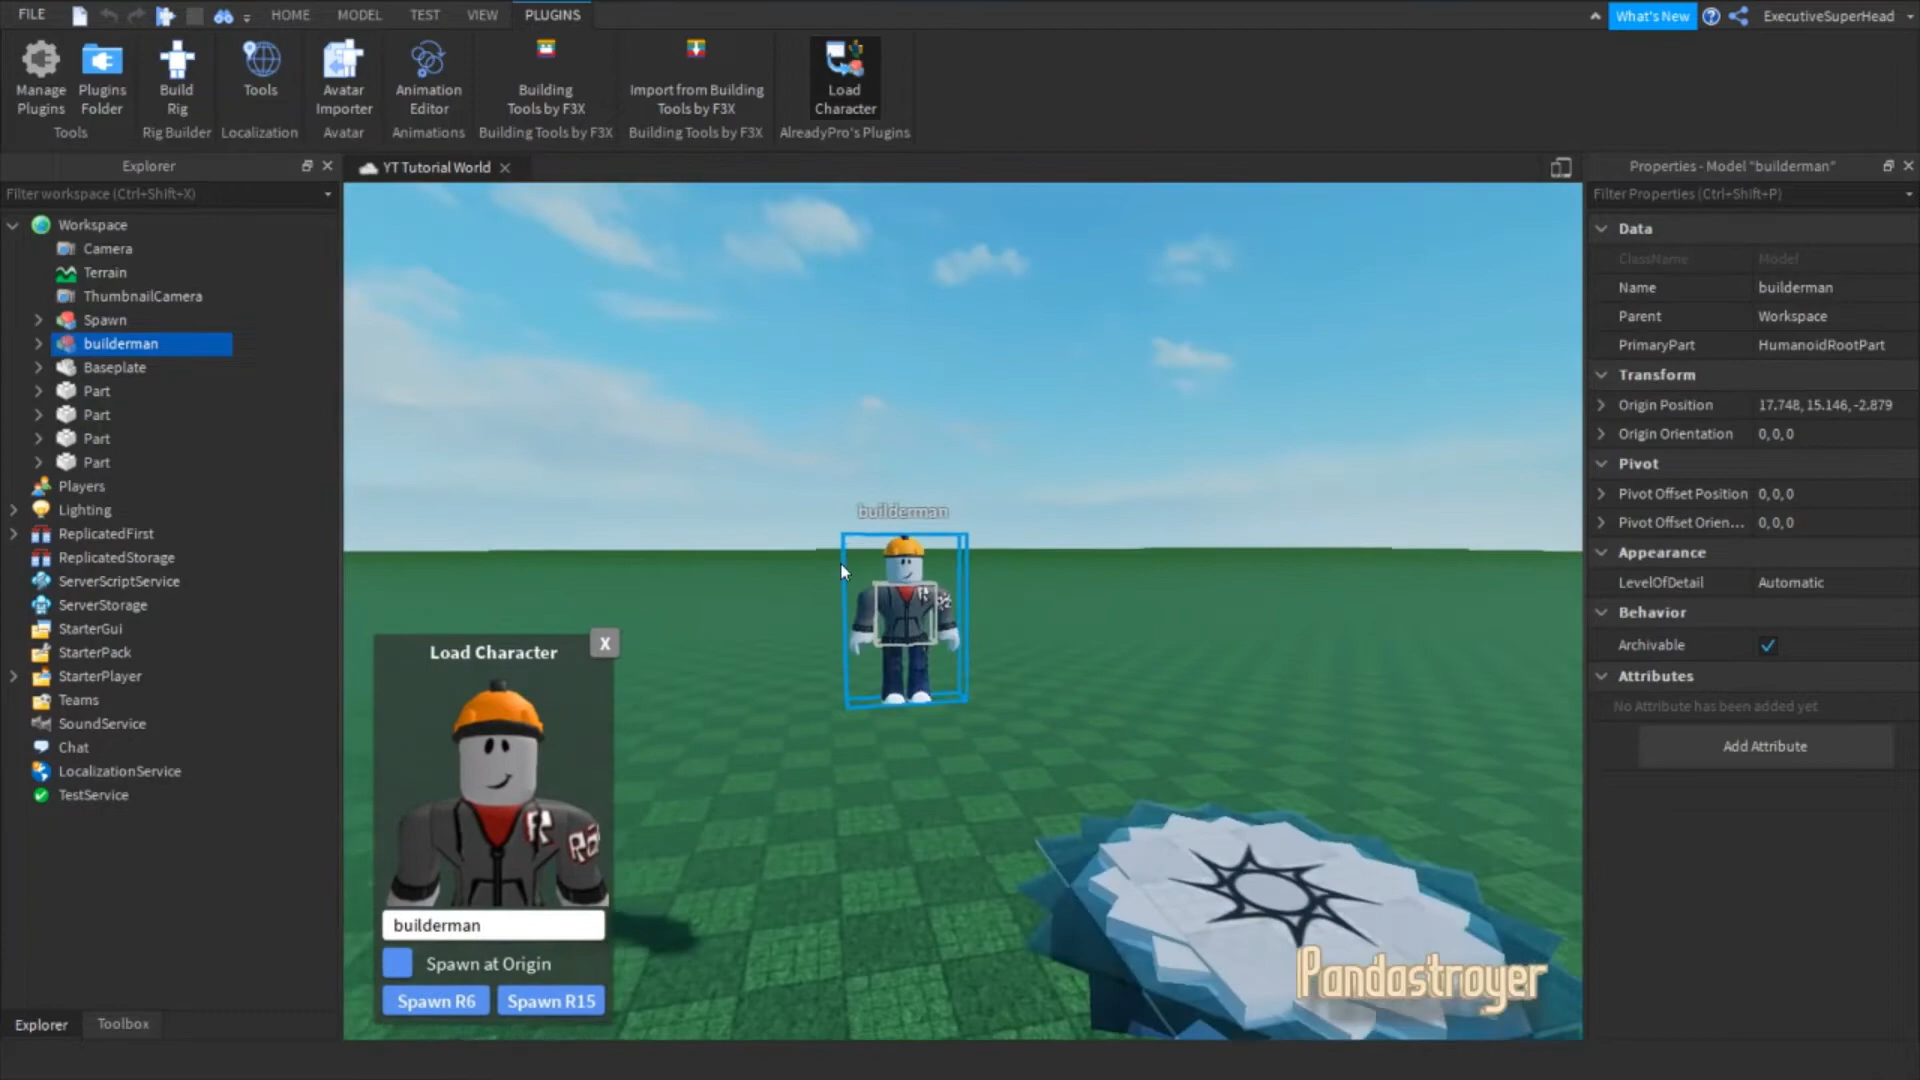 FILE HOME MODEL TEST VIEW PLUGINS What's New ExecutiveSuperHead
Manage Plugins
Plugins Folder
Build Rig
Tools
Avatar Importer
Animation Editor
Building Tools by F3X
Import from Building Tools by F3X
Load Character
Tools Rig Builder Localization Avatar Animations Building Tools by F3X Building Tools by F3X AlreadyPro's Plugins
Explorer
Filter workspace (Ctrl+Shift+X)
Workspace
Camera
Terrain
ThumbnailCamera
Spawn
builderman
Baseplate
Part
Part
Part
Part
Players
Lighting
ReplicatedFirst
ReplicatedStorage
ServerScriptService
ServerStorage
StarterGui
StarterPack
StarterPlayer
Teams
SoundService
Chat
LocalizationService
TestService
Explorer Toolbox
YT Tutorial World
builderman
Load Character X
builderman
Spawn at Origin
Spawn R6 Spawn R15
Pandastroyer
Properties - Model "builderman"
Filter Properties (Ctrl+Shift+P)
Data
ClassName Model
Name builderman
Parent Workspace
PrimaryPart HumanoidRootPart
Transform
Origin Position 17.748, 15.146, -2.879
Origin Orientation 0, 0, 0
Pivot
Pivot Offset Position 0, 0, 0
Pivot Offset Orien... 0, 0, 0
Appearance
LevelOfDetail Automatic
Behavior
Archivable
Attributes
No Attribute has been added yet
Add Attribute